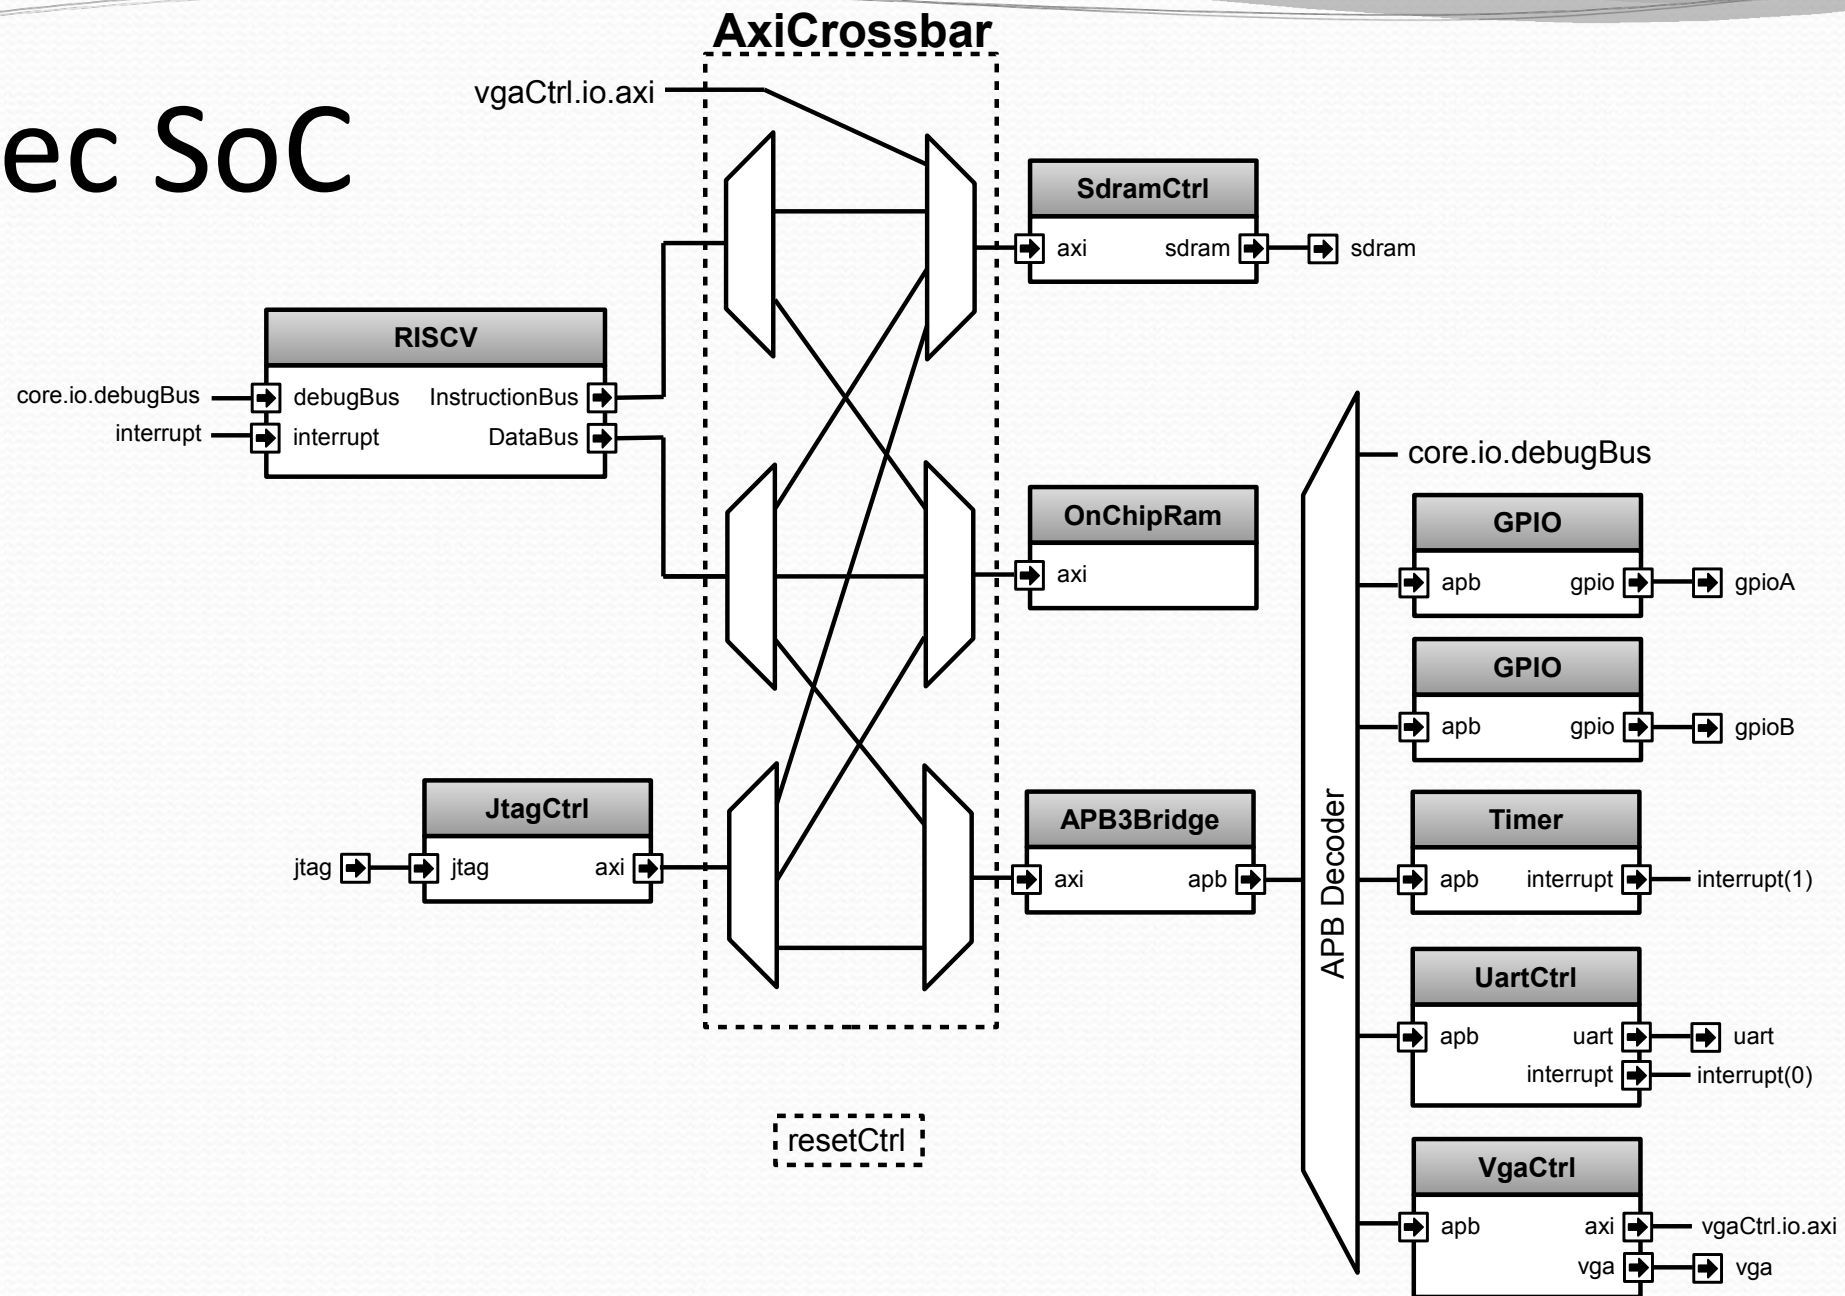 AxiCrossbar
vgaCtrl.io.axi
ec SoC
SdramCtrl
axi sdram sdram
RISCV
core.io.debugBus debugBus InstructionBus
interrupt interrupt DataBus
core.io.debugBus
OnChipRam
axi
GPIO
apb gpio gpioA
GPIO
apb gpio gpioB
JtagCtrl
jtag jtag axi
APB3Bridge
axi apb
APB Decoder
Timer
apb interrupt interrupt(1)
UartCtrl
apb uart uart
interrupt interrupt(0)
resetCtrl
VgaCtrl
apb axi vgaCtrl.io.axi
vga vga